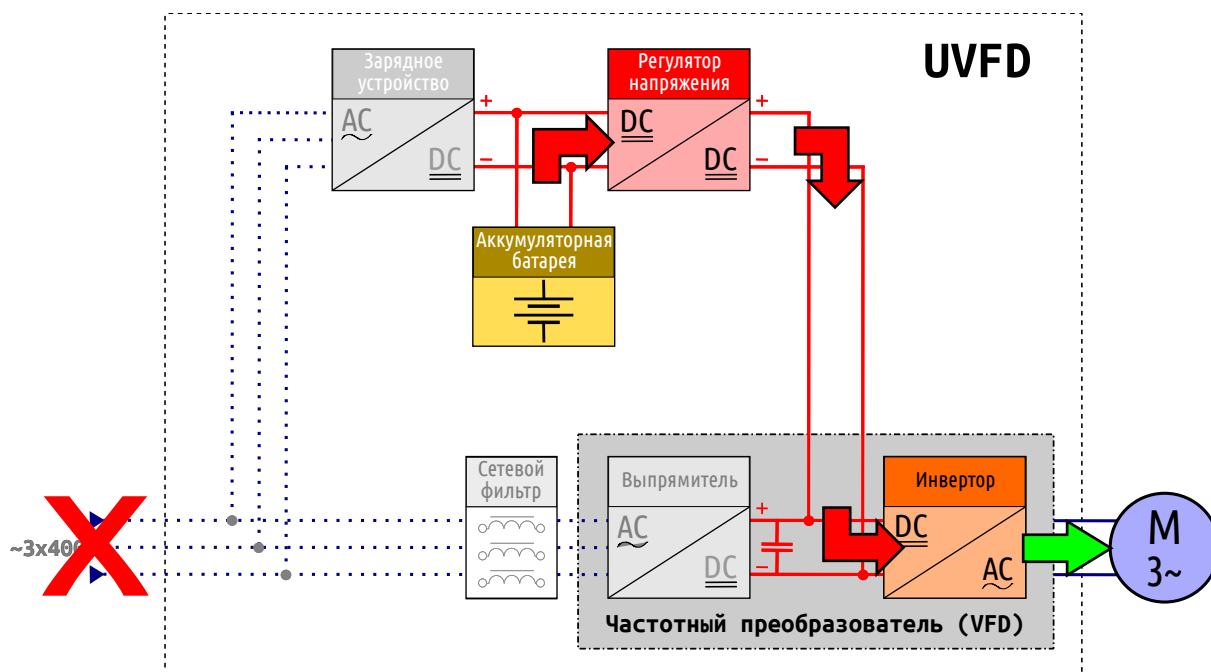 UVFD
Зарядное
устройство
AC
DC
+
−
Регулятор
напряжения
DC
DC
+
−
Аккумуляторная
батарея
Сетевой
фильтр
Выпрямитель
AC
DC
+
−
Инвертор
DC
AC
M
3~
~3x400
Частотный преобразователь (VFD)